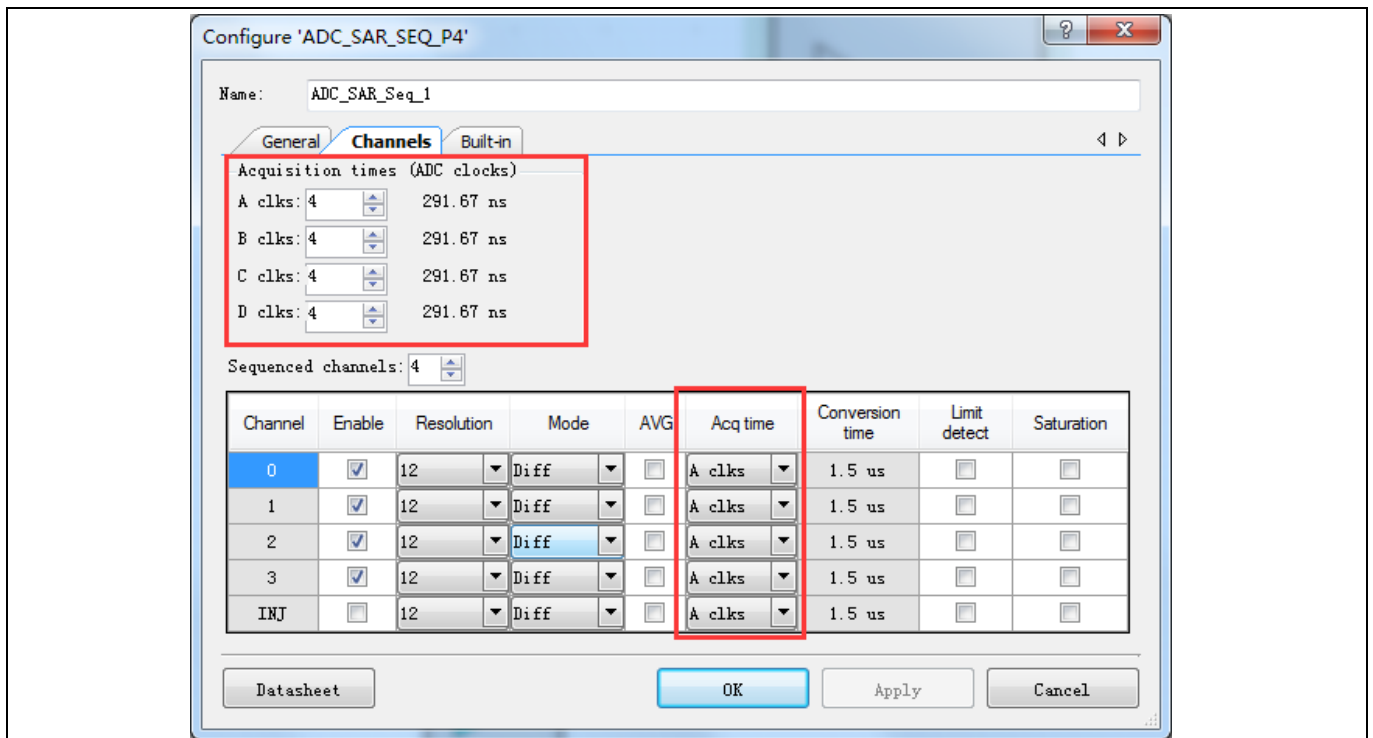 Configure 'ADC_SAR_SEQ_P4'
Name: ADC_SAR_Seq_1
General Channels Built-in
Acquisition times (ADC clocks)
A clks: 4 291.67 ns
B clks: 4 291.67 ns
C clks: 4 291.67 ns
D clks: 4 291.67 ns
Sequenced channels: 4
Channel Enable Resolution Mode AVG Acq time Conversion time Limit detect Saturation
0 12 Diff A clks 1.5 us
1 12 Diff A clks 1.5 us
2 12 Diff A clks 1.5 us
3 12 Diff A clks 1.5 us
INJ 12 Diff A clks 1.5 us
Datasheet OK Apply Cancel